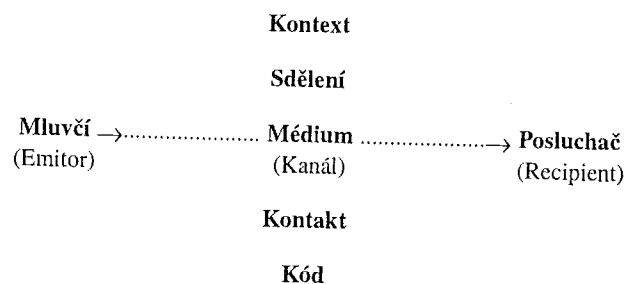 Kontext
Sdělení
Mluvčí → Médium → Posluchač
(Emitor) (Kanál) (Recipient)
Kontakt
Kód